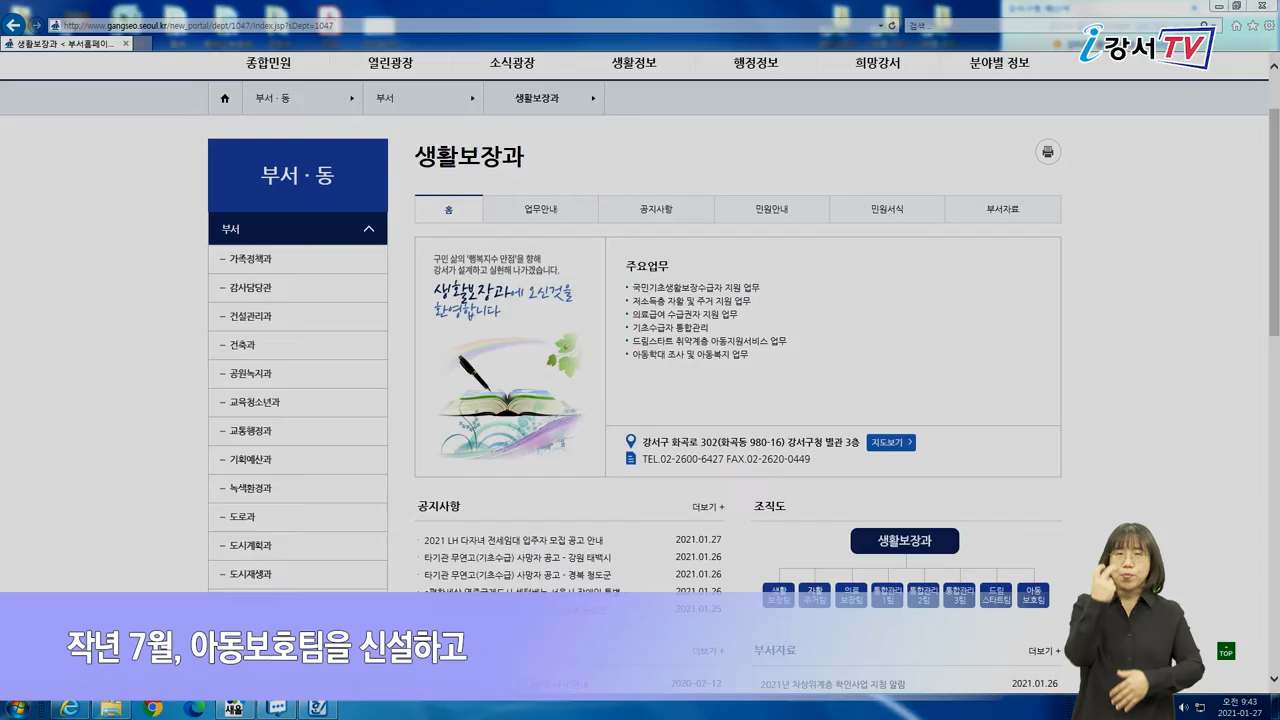 http://www.gangseo.seoul.kr/new_portal/dept/1047/index.jsp?sDept=1047
검색...
생활보장과 < 부서홈페이...
i강서TV
종합민원
열린광장
소식광장
생활정보
행정정보
희망강서
분야별 정보
부서 · 동
부서
생활보장과
부서 · 동
부서
- 가족정책과
- 감사담당관
- 건설관리과
- 건축과
- 공원녹지과
- 교육청소년과
- 교통행정과
- 기획예산과
- 녹색환경과
- 도로과
- 도시계획과
- 도시재생과
생활보장과
홈
업무안내
공지사항
민원안내
민원서식
부서자료
구민 삶의 '행복지수 만점'을 향해
강서가 설계하고 실현해 나가겠습니다.
생활보장과에 오신것을
환영합니다
주요업무
국민기초생활보장수급자 지원 업무
저소득층 자활 및 주거 지원 업무
의료급여 수급권자 지원 업무
기초수급자 통합관리
드림스타트 취약계층 아동지원서비스 업무
아동학대 조사 및 아동복지 업무
강서구 화곡로 302(화곡동 980-16) 강서구청 별관 3층 지도보기 >
TEL.02-2600-6427 FAX.02-2620-0449
공지사항
더보기 +
2021 LH 다자녀 전세임대 입주자 모집 공고 안내 2021.01.27
타기관 무연고(기초수급) 사망자 공고 - 강원 태백시 2021.01.26
타기관 무연고(기초수급) 사망자 공고 - 경북 청도군 2021.01.26
2021.01.26
2021.01.25
조직도
생활보장과
생활
보장팀
자활
주거팀
의료
보장팀
통합관리
1팀
통합관리
2팀
통합관리
3팀
드림
스타트팀
아동
보호팀
더보기 +
2020-02-12
부서자료
더보기 +
2021년 차상위계층 확인사업 지침 알림 2021.01.26
TOP
작년 7월, 아동보호팀을 신설하고
새올
오전 9:43
2021-01-27